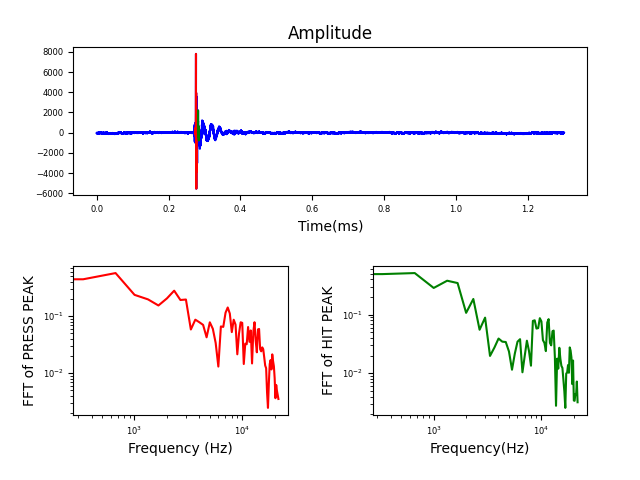 Amplitude
8000
6000
4000
2000
0
−2000
−4000
−6000
0.0 0.2 0.4 0.6 0.8 1.0 1.2
Time(ms)
FFT of PRESS PEAK
10⁻¹
10⁻²
10³ 10⁴
Frequency (Hz)
FFT of HIT PEAK
10⁻¹
10⁻²
10³ 10⁴
Frequency(Hz)